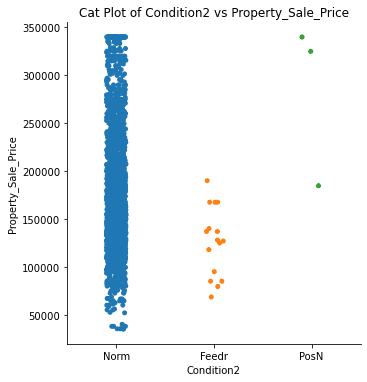 Cat Plot of Condition2 vs Property_Sale_Price
350000
300000
250000
200000
150000
100000
50000
Property_Sale_Price
Norm Feedr PosN
Condition2